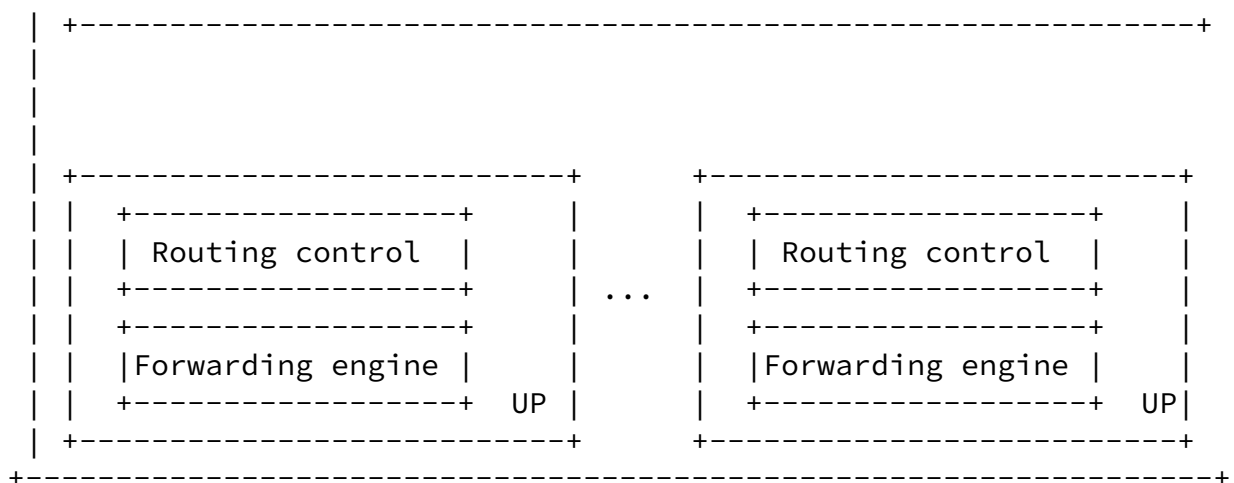 | +--------------------------------------------------------------+
|
|
|
| +---------------------------+      +--------------------------+
| |  +------------------+     |      |  +------------------+    |
| |  | Routing control  |     |      |  | Routing control  |    |
| |  +------------------+     | ...  |  +------------------+    |
| |  +------------------+     |      |  +------------------+    |
| |  |Forwarding engine |     |      |  |Forwarding engine |    |
| |  +------------------+  UP |      |  +------------------+  UP|
| +---------------------------+      +--------------------------+
+------------------------------------------------------------------+